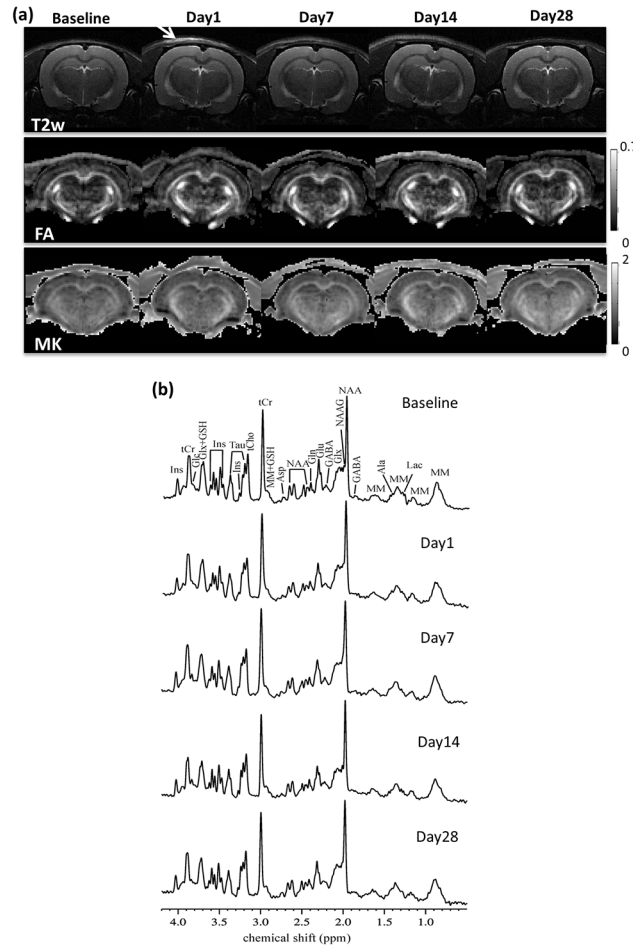 (a)
Baseline Day1 Day7 Day14 Day28
T2w
0.7
FA
0
2
MK
0
(b)
Baseline
Ins tCr Glc Glx+GSH Ins Ins Tau tCho tCr MM+GSH Asp NAA Gln Glu GABA Glx NAAG NAA GABA MM Ala MM Lac MM MM
Day1
Day7
Day14
Day28
4.0 3.5 3.0 2.5 2.0 1.5 1.0
chemical shift (ppm)